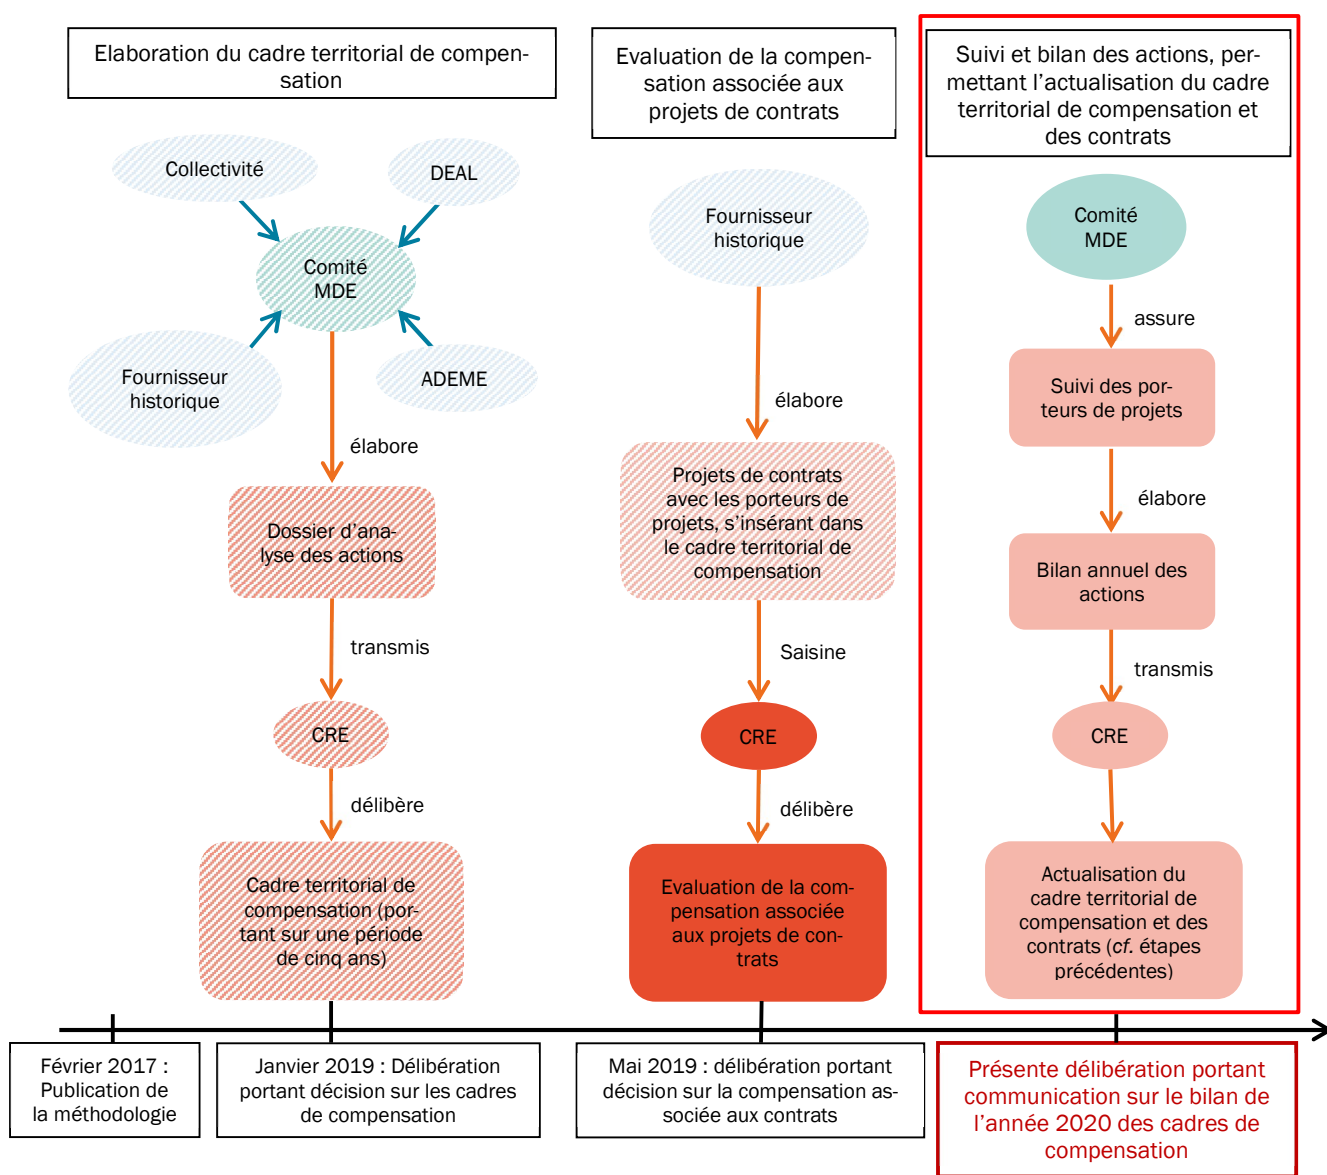 Elaboration du cadre territorial de compen-
sation
Collectivité
DEAL
Comité
MDE
Fournisseur
historique
ADEME
élabore
Dossier d'ana-
lyse des actions
transmis
CRE
délibère
Cadre territorial de
compensation (por-
tant sur une période
de cinq ans)
Evaluation de la compen-
sation associée aux
projets de contrats
Fournisseur
historique
élabore
Projets de contrats
avec les porteurs de
projets, s'insérant dans
le cadre territorial de
compensation
Saisine
CRE
délibère
Evaluation de la com-
pensation associée
aux projets de con-
trats
Suivi et bilan des actions, per-
mettant l'actualisation du cadre
territorial de compensation et
des contrats
Comité
MDE
assure
Suivi des por-
teurs de projets
élabore
Bilan annuel des
actions
transmis
CRE
Actualisation du
cadre territorial de
compensation et des
contrats (cf. étapes
précédentes)
Février 2017 :
Publication de
la méthodologie
Janvier 2019 : Délibération
portant décision sur les cadres
de compensation
Mai 2019 : délibération portant
décision sur la compensation as-
sociée aux contrats
Présente délibération portant
communication sur le bilan de
l'année 2020 des cadres de
compensation